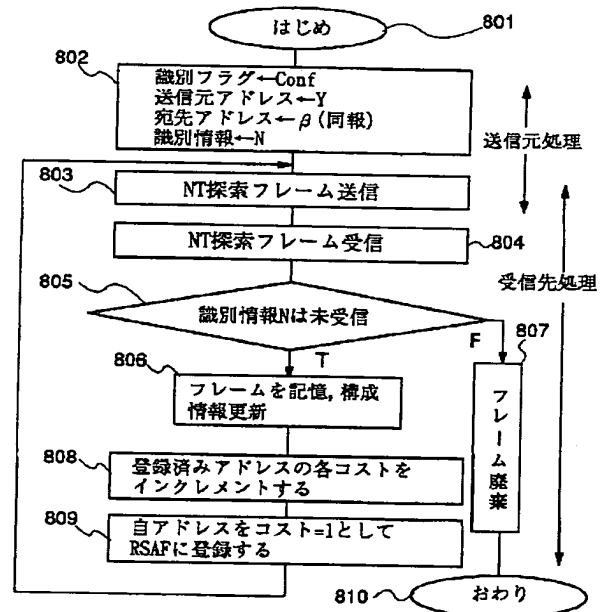 はじめ
801
802
識別フラグ←Conf
送信元アドレス←Y
宛先アドレス←β(同報)
識別情報←N
送信元処理
803
NT探索フレーム送信
NT探索フレーム受信
804
受信先処理
805
識別情報Nは未受信
T
F
807
806
フレームを記憶,構成
情報更新
フレーム廃棄
808
登録済みアドレスの各コストを
インクレメントする
809
自アドレスをコスト=1として
RSAFに登録する
810
おわり